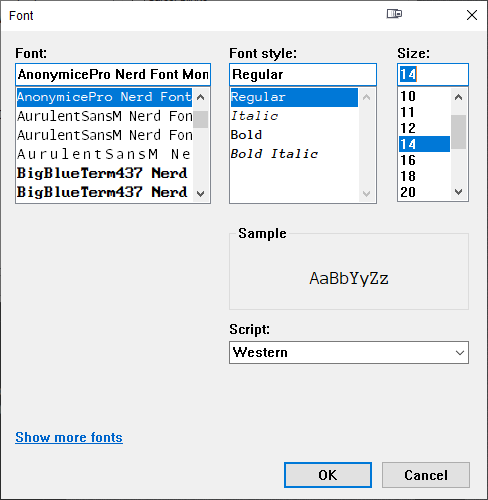 Font
Font:
AnonymicePro Nerd Font Mon
AnonymicePro Nerd Font
AurulentSansM Nerd Fon
AurulentSansM Nerd Fon
AurulentSansM Ne
BigBlueTerm437 Nerd
BigBlueTerm437 Nerd
Font style:
Regular
Regular
Italic
Bold
Bold Italic
Size:
14
10
11
12
14
16
18
20
Sample
AaBbYyZz
Script:
Western
Show more fonts
OK
Cancel